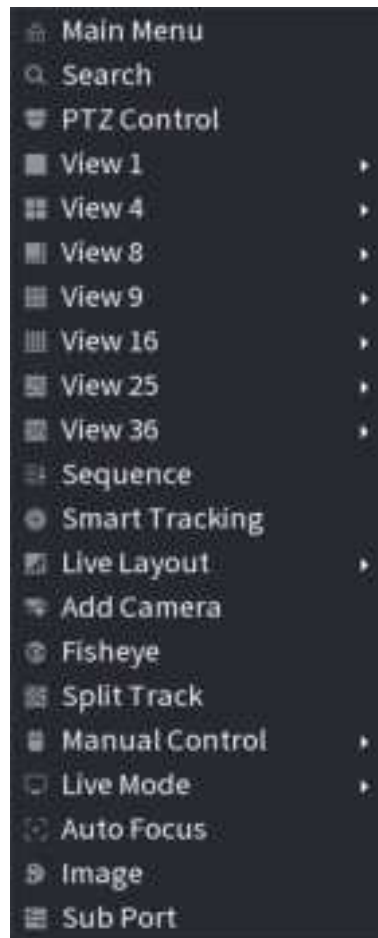 Main Menu
Search
PTZ Control
View 1
View 4
View 8
View 9
View 16
View 25
View 36
Sequence
Smart Tracking
Live Layout
Add Camera
Fisheye
Split Track
Manual Control
Live Mode
Auto Focus
Image
Sub Port